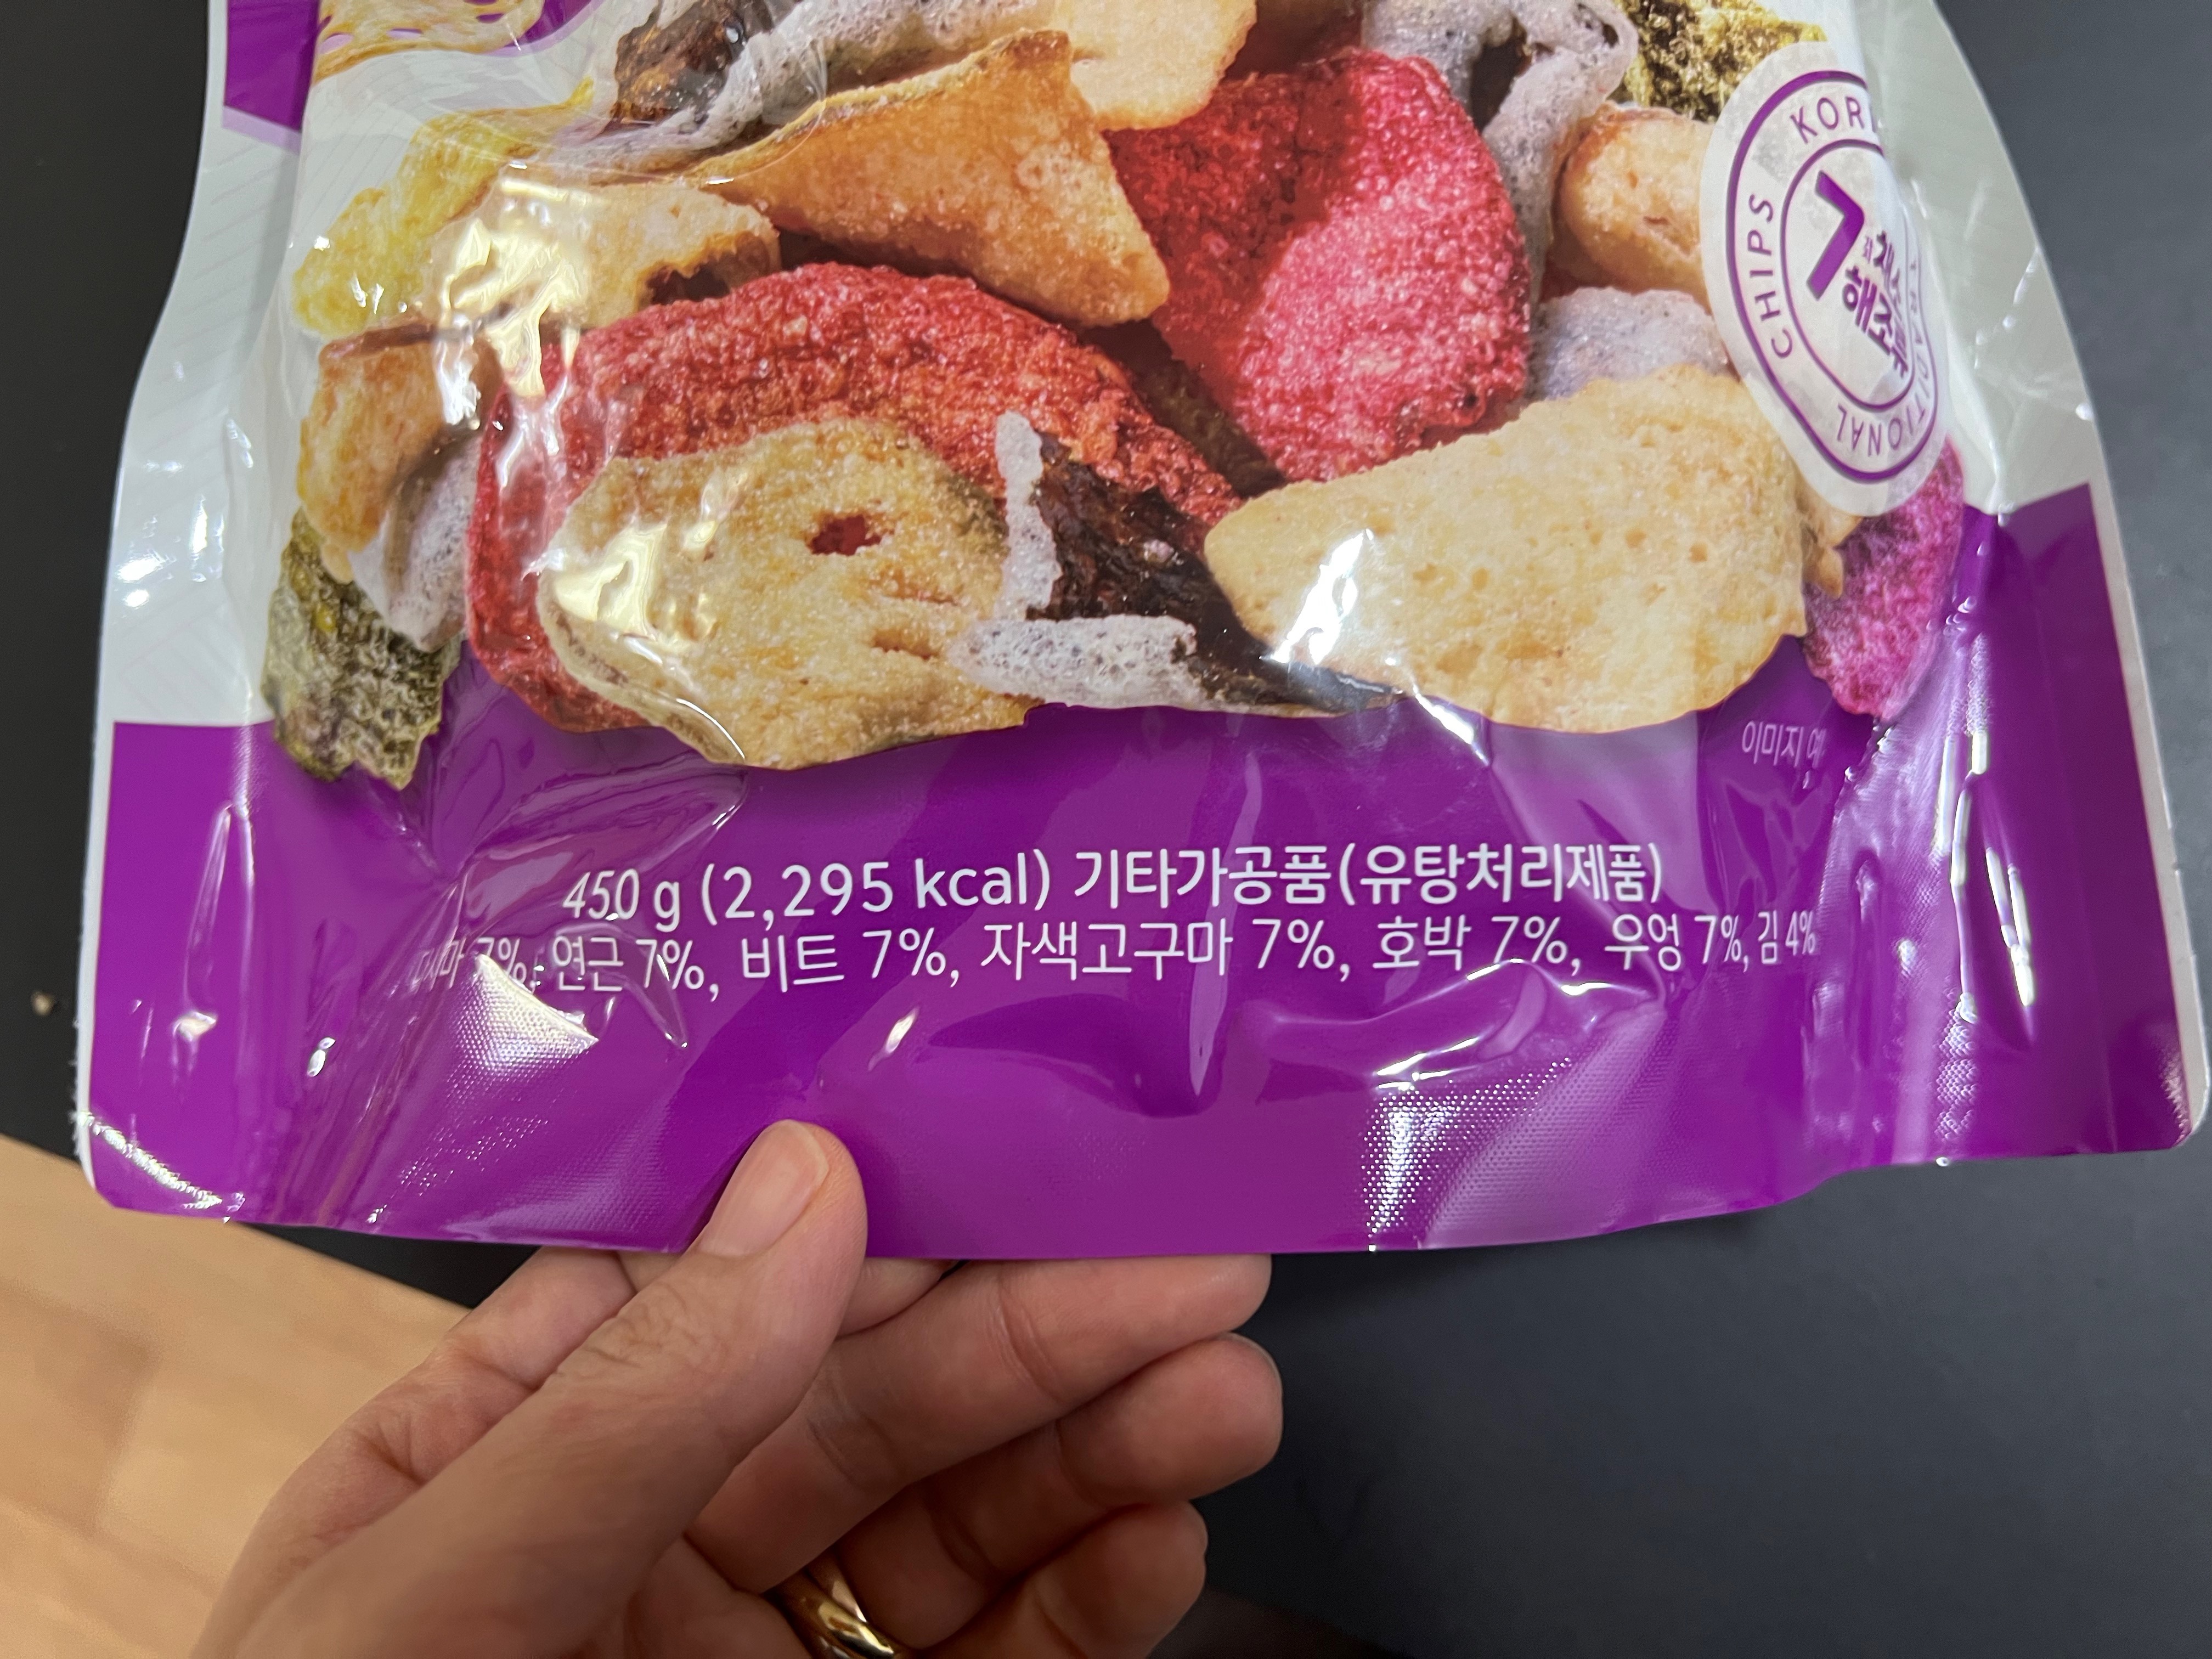 CHIPS
TRADITIONAL
7
해조류
이미지
450 g (2,295 kcal) 기타가공품(유탕처리제품)
7%, 연근 7%, 비트 7%, 자색고구마 7%, 호박 7%, 우엉 7%, 김 4%